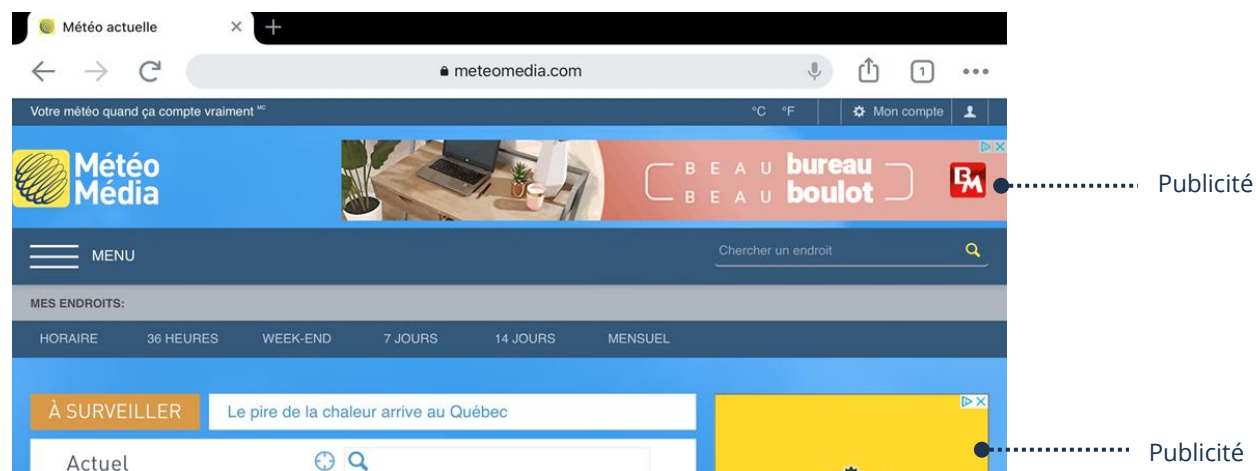 Météo actuelle
meteomedia.com
1
Votre météo quand ça compte vraiment MC
°C °F Mon compte
Météo
Média
BEAU bureau
BEAU boulot
BM
Publicité
MENU
Chercher un endroit
MES ENDROITS:
HORAIRE 36 HEURES WEEK-END 7 JOURS 14 JOURS MENSUEL
À SURVEILLER Le pire de la chaleur arrive au Québec
Actuel
Publicité